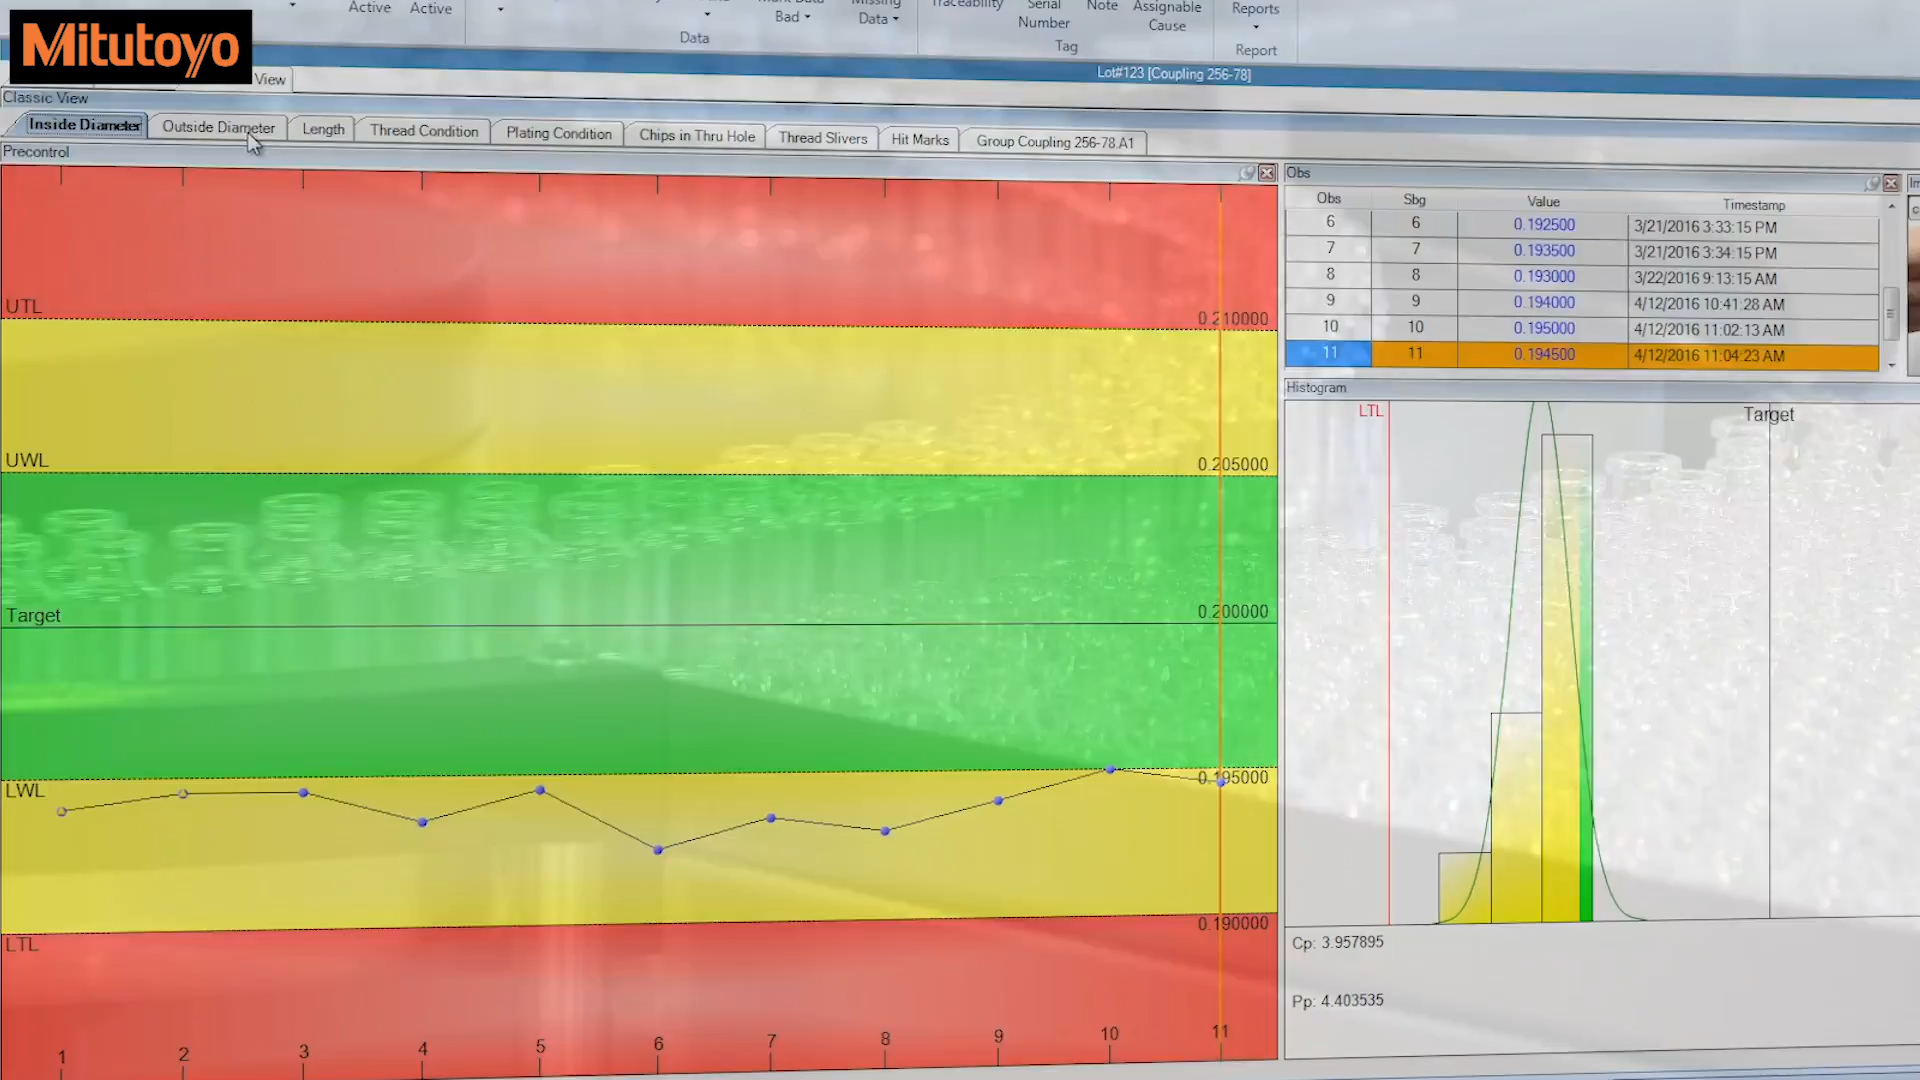 Mitutoyo
Active Active
Bad
Data
Data
Traceability
Serial
Number
Note
Assignable
Cause
Tag
Reports
Report
Lot#123 [Coupling 256-78]
View
Classic View
Inside Diameter Outside Diameter Length Thread Condition Plating Condition Chips in Thru Hole Thread Slivers Hit Marks Group Coupling 256-78.A1
Precontrol
UTL 0.210000
UWL 0.205000
Target 0.200000
LWL 0.195000
LTL 0.190000
1 2 3 4 5 6 7 8 9 10 11
Obs
Obs Sbg Value Timestamp
6 6 0.192500 3/21/2016 3:33:15 PM
7 7 0.193500 3/21/2016 3:34:15 PM
8 8 0.193000 3/22/2016 9:13:15 AM
9 9 0.194000 4/12/2016 10:41:28 AM
10 10 0.195000 4/12/2016 11:02:13 AM
11 11 0.194500 4/12/2016 11:04:23 AM
Histogram
LTL Target
Cp: 3.957895
Pp: 4.403535